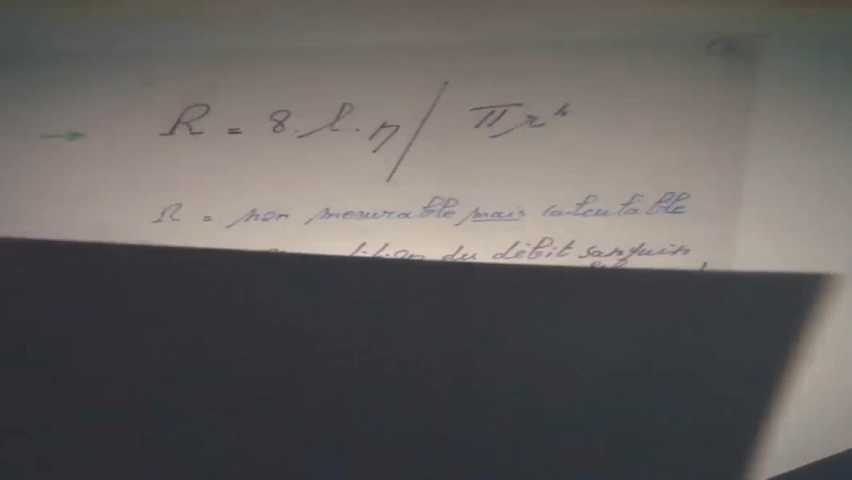 R = 8.l.η / πr⁴
R = non mesurable mais calculable
du débit sanguin